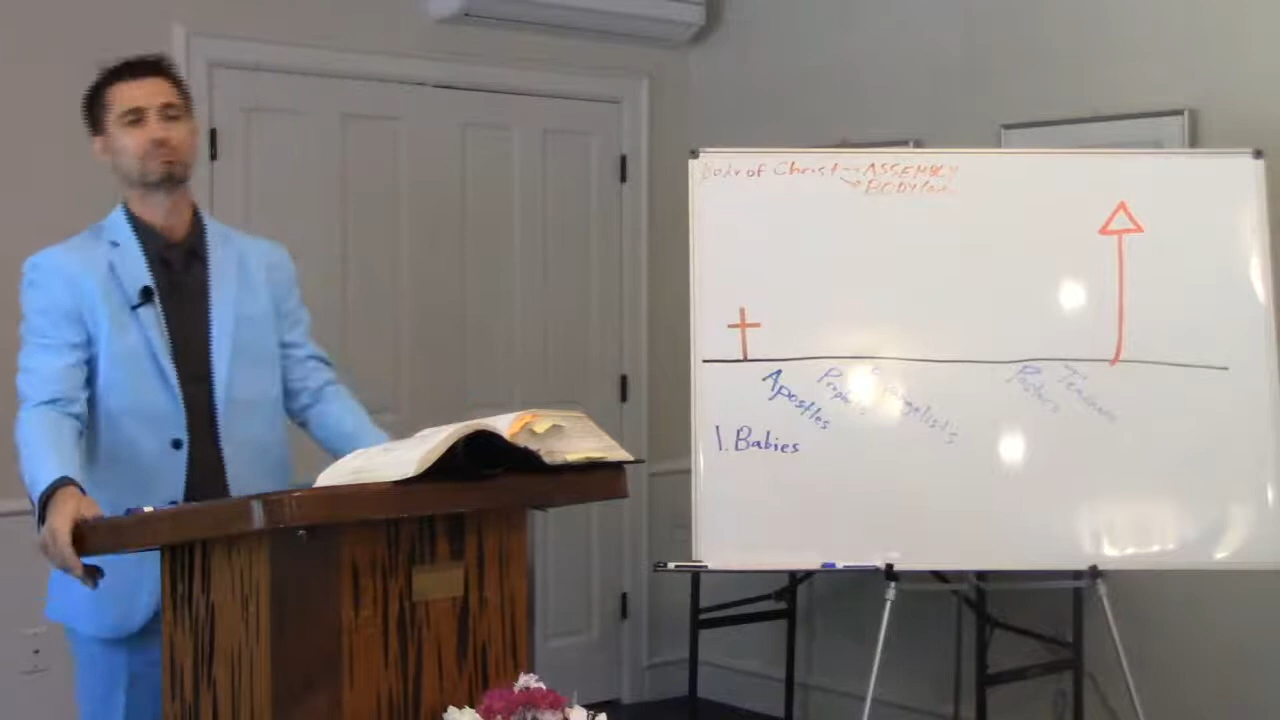 Body of Christ → ASSEMBLY
→ BODY
Apostles
Prophets
Evangelists
Pastors
Teachers
1. Babies